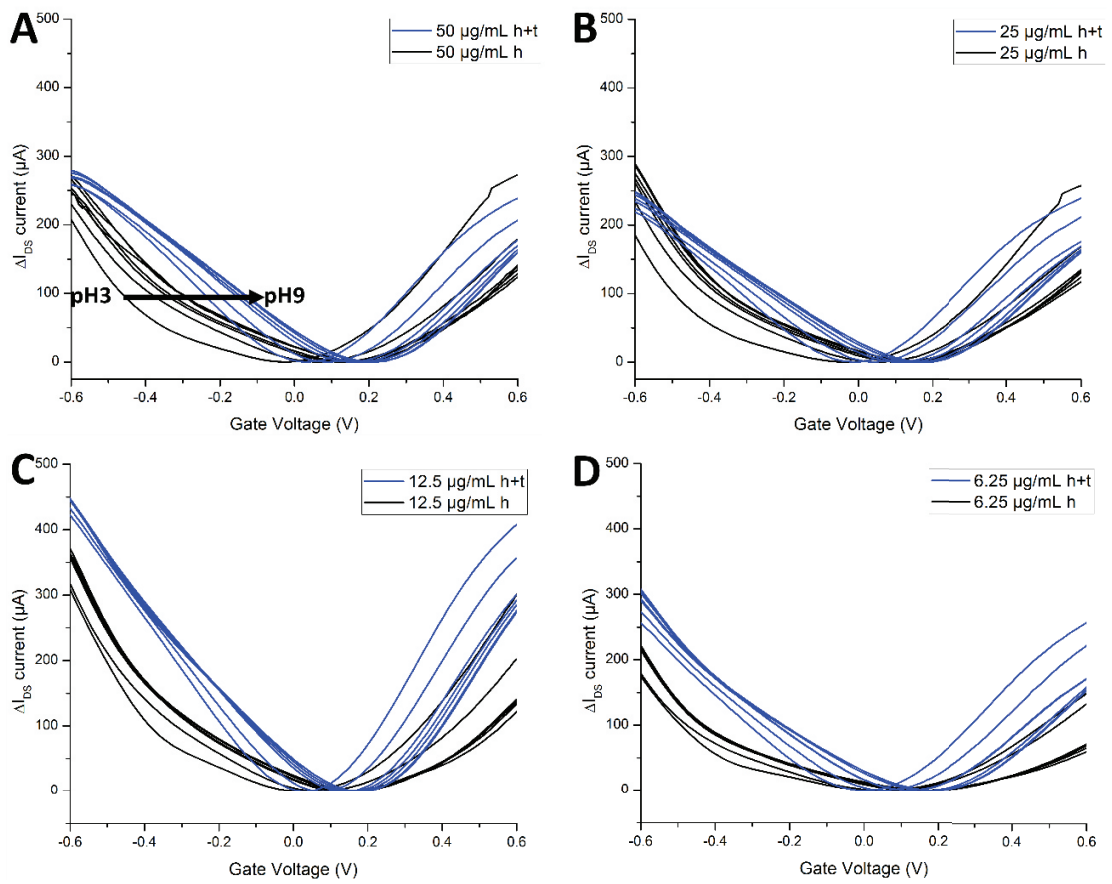 A
50 µg/mL h+t
50 µg/mL h
500
400
300
200
100
0
ΔI_DS current (µA)
pH3
pH9
-0.6
-0.4
-0.2
0.0
0.2
0.4
0.6
Gate Voltage (V)
B
25 µg/mL h+t
25 µg/mL h
500
400
300
200
100
0
ΔI_DS current (µA)
-0.6
-0.4
-0.2
0.0
0.2
0.4
0.6
Gate Voltage (V)
C
12.5 µg/mL h+t
12.5 µg/mL h
500
400
300
200
100
0
ΔI_DS current (µA)
-0.6
-0.4
-0.2
0.0
0.2
0.4
0.6
Gate Voltage (V)
D
6.25 µg/mL h+t
6.25 µg/mL h
500
400
300
200
100
0
ΔI_DS current (µA)
-0.6
-0.4
-0.2
0.0
0.2
0.4
0.6
Gate Voltage (V)